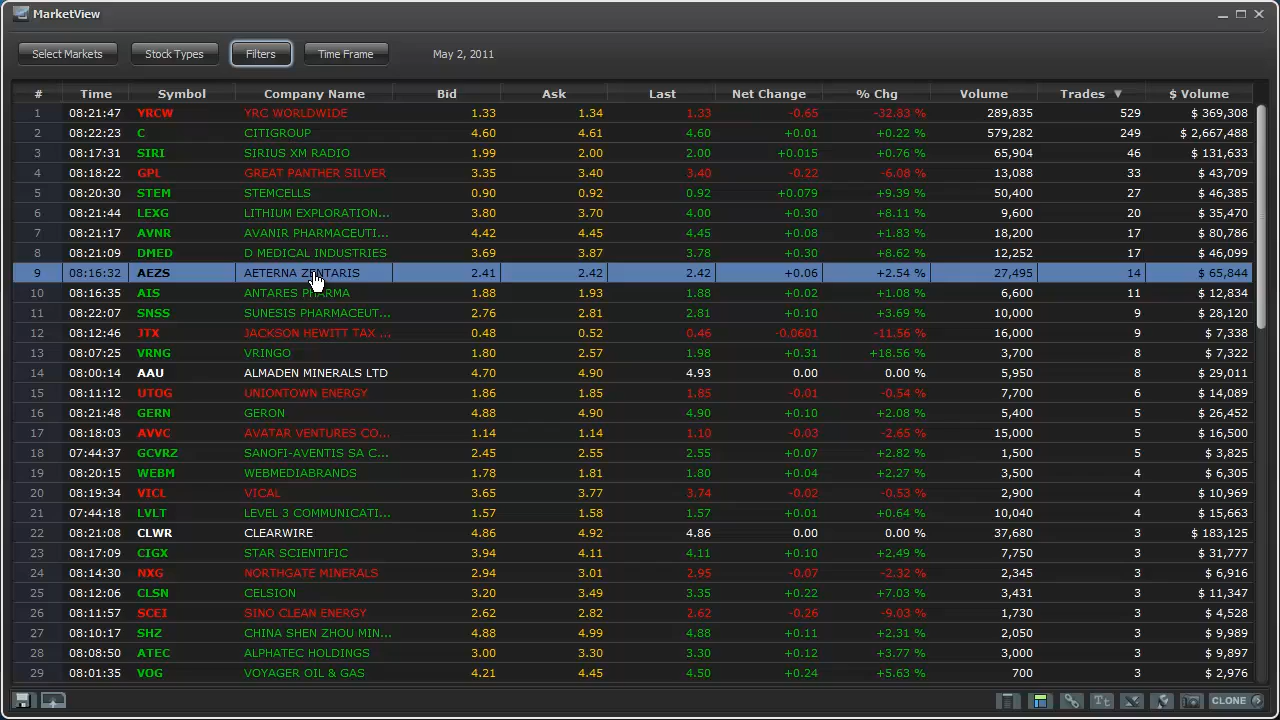 MarketView
Select Markets Stock Types Filters Time Frame May 2, 2011
# Time Symbol Company Name Bid Ask Last Net Change % Chg Volume Trades ▼ $ Volume
1 08:21:47 YRCW YRC WORLDWIDE 1.33 1.34 1.33 -0.65 -32.83 % 289,835 529 $ 369,308
2 08:22:23 C CITIGROUP 4.60 4.61 4.60 +0.01 +0.22 % 579,282 249 $ 2,667,488
3 08:17:31 SIRI SIRIUS XM RADIO 1.99 2.00 2.00 +0.015 +0.76 % 65,904 46 $ 131,633
4 08:18:22 GPL GREAT PANTHER SILVER 3.35 3.40 3.40 -0.22 -6.08 % 13,088 33 $ 43,709
5 08:20:30 STEM STEMCELLS 0.90 0.92 0.92 +0.079 +9.39 % 50,400 27 $ 46,385
6 08:21:44 LEXG LITHIUM EXPLORATION... 3.80 3.70 4.00 +0.30 +8.11 % 9,600 20 $ 35,470
7 08:21:17 AVNR AVANIR PHARMACEUTI... 4.42 4.45 4.45 +0.08 +1.83 % 18,200 17 $ 80,786
8 08:21:09 DMED D MEDICAL INDUSTRIES 3.69 3.87 3.78 +0.30 +8.62 % 12,252 17 $ 46,099
9 08:16:32 AEZS AETERNA ZENTARIS 2.41 2.42 2.42 +0.06 +2.54 % 27,495 14 $ 65,844
10 08:16:35 AIS ANTARES PHARMA 1.88 1.93 1.88 +0.02 +1.08 % 6,600 11 $ 12,834
11 08:22:07 SNSS SUNESIS PHARMACEUT... 2.76 2.81 2.81 +0.10 +3.69 % 10,000 9 $ 28,120
12 08:12:46 JTX JACKSON HEWITT TAX ... 0.48 0.52 0.46 -0.0601 -11.56 % 16,000 9 $ 7,338
13 08:07:25 VRNG VRINGO 1.80 2.57 1.98 +0.31 +18.56 % 3,700 8 $ 7,322
14 08:00:14 AAU ALMADEN MINERALS LTD 4.70 4.90 4.93 0.00 0.00 % 5,950 8 $ 29,011
15 08:11:12 UTOG UNIONTOWN ENERGY 1.86 1.85 1.85 -0.01 -0.54 % 7,700 6 $ 14,089
16 08:21:48 GERN GERON 4.88 4.90 4.90 +0.10 +2.08 % 5,400 5 $ 26,452
17 08:18:03 AVVC AVATAR VENTURES CO... 1.14 1.14 1.10 -0.03 -2.65 % 15,000 5 $ 16,500
18 07:44:37 GCVRZ SANOFI-AVENTIS SA C... 2.45 2.55 2.55 +0.07 +2.82 % 1,500 5 $ 3,825
19 08:20:15 WEBM WEBMEDIABRANDS 1.78 1.81 1.80 +0.04 +2.27 % 3,500 4 $ 6,305
20 08:19:34 VICL VICAL 3.65 3.77 3.74 -0.02 -0.53 % 2,900 4 $ 10,969
21 07:44:18 LVLT LEVEL 3 COMMUNICATI... 1.57 1.58 1.57 +0.01 +0.64 % 10,040 4 $ 15,663
22 08:21:08 CLWR CLEARWIRE 4.86 4.92 4.86 0.00 0.00 % 37,680 3 $ 183,125
23 08:17:09 CIGX STAR SCIENTIFIC 3.94 4.11 4.11 +0.10 +2.49 % 7,750 3 $ 31,777
24 08:14:30 NXG NORTHGATE MINERALS 2.94 3.01 2.95 -0.07 -2.32 % 2,345 3 $ 6,916
25 08:12:06 CLSN CELSION 3.20 3.49 3.35 +0.22 +7.03 % 3,431 3 $ 11,347
26 08:11:57 SCEI SINO CLEAN ENERGY 2.62 2.82 2.62 -0.26 -9.03 % 1,730 3 $ 4,528
27 08:10:17 SHZ CHINA SHEN ZHOU MIN... 4.88 4.99 4.88 +0.11 +2.31 % 2,050 3 $ 9,989
28 08:08:50 ATEC ALPHATEC HOLDINGS 3.00 3.30 3.30 +0.12 +3.77 % 3,000 3 $ 9,897
29 08:01:35 VOG VOYAGER OIL & GAS 4.21 4.45 4.50 +0.24 +5.63 % 700 3 $ 2,976
Tt CLONE